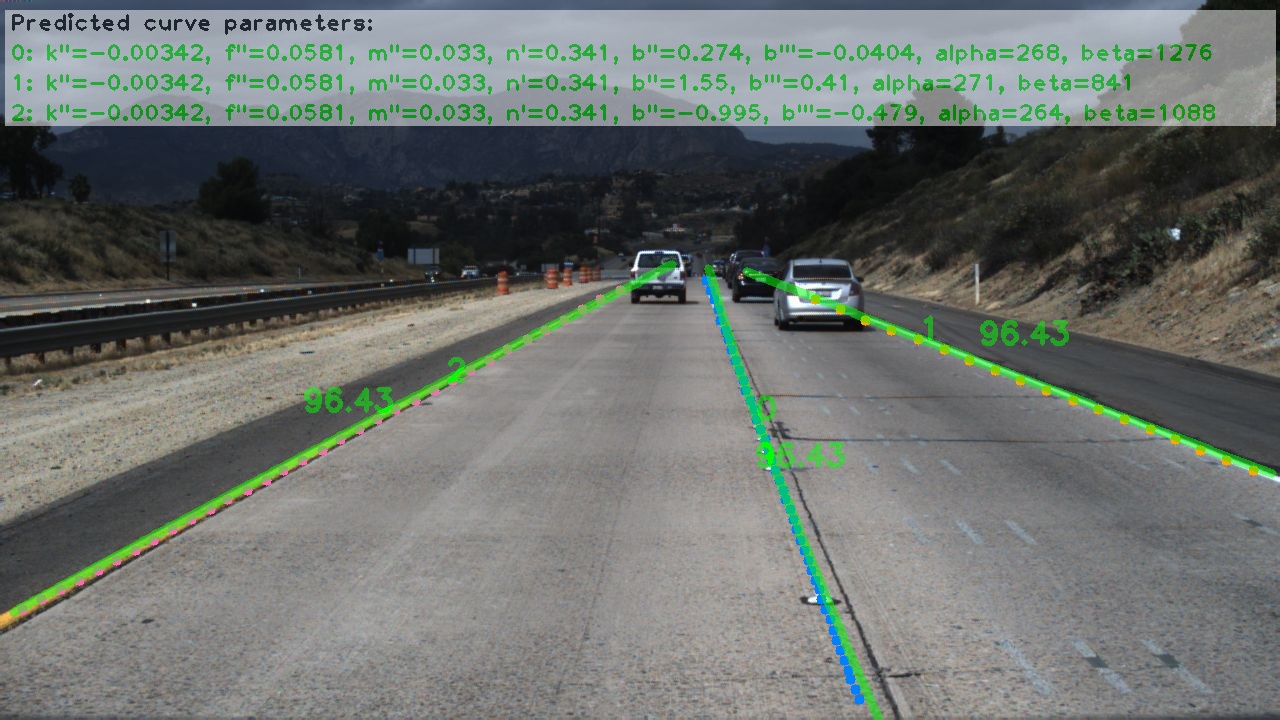 Predicted curve parameters:
0: k''=-0.00342, f''=0.0581, m''=0.033, n'=0.341, b''=0.274, b'''=-0.0404, alpha=268, beta=1276
1: k''=-0.00342, f''=0.0581, m''=0.033, n'=0.341, b''=1.55, b'''=0.41, alpha=271, beta=841
2: k''=-0.00342, f''=0.0581, m''=0.033, n'=0.341, b''=-0.995, b'''=-0.479, alpha=264, beta=1088
1 96.43
2
96.43
0
96.43